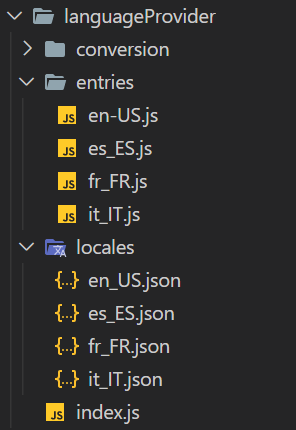 languageProvider
conversion
entries
JS en-US.js
JS es_ES.js
JS fr_FR.js
JS it_IT.js
locales
{..} en_US.json
{..} es_ES.json
{..} fr_FR.json
{..} it_IT.json
JS index.js